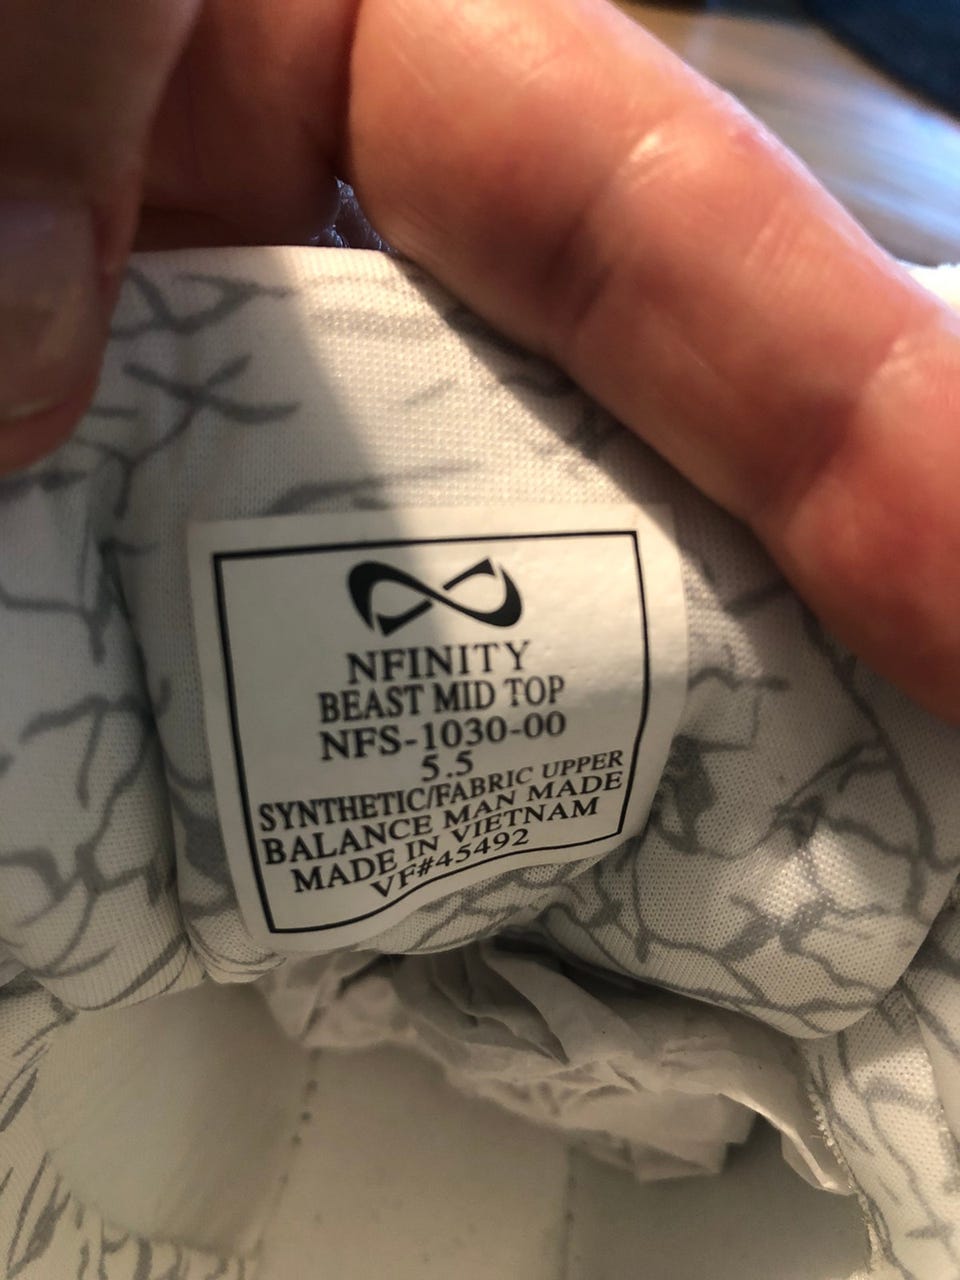 NFINITY
BEAST MID TOP
NFS-1030-00
5.5
SYNTHETIC/FABRIC UPPER
BALANCE MAN MADE
MADE IN VIETNAM
VF#45492